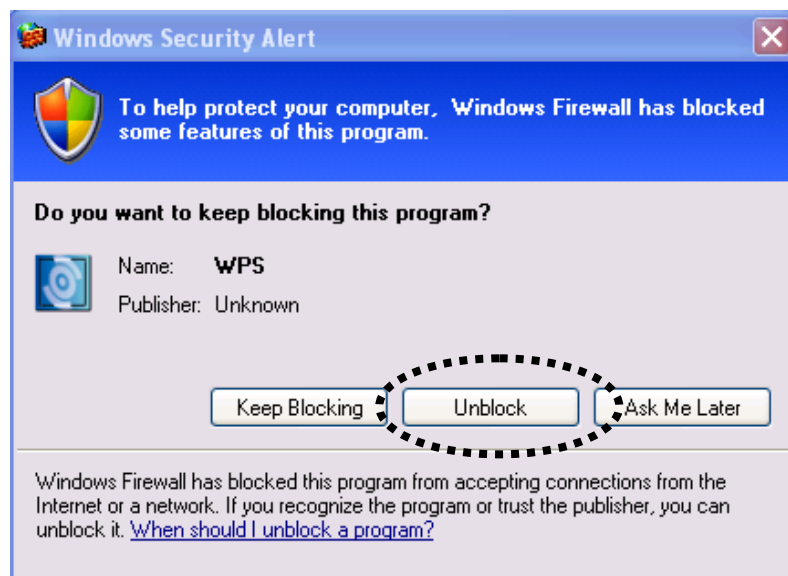 Windows Security Alert
To help protect your computer, Windows Firewall has blocked
some features of this program.
Do you want to keep blocking this program?
Name: WPS
Publisher: Unknown
Keep Blocking Unblock Ask Me Later
Windows Firewall has blocked this program from accepting connections from the
Internet or a network. If you recognize the program or trust the publisher, you can
unblock it. When should I unblock a program?